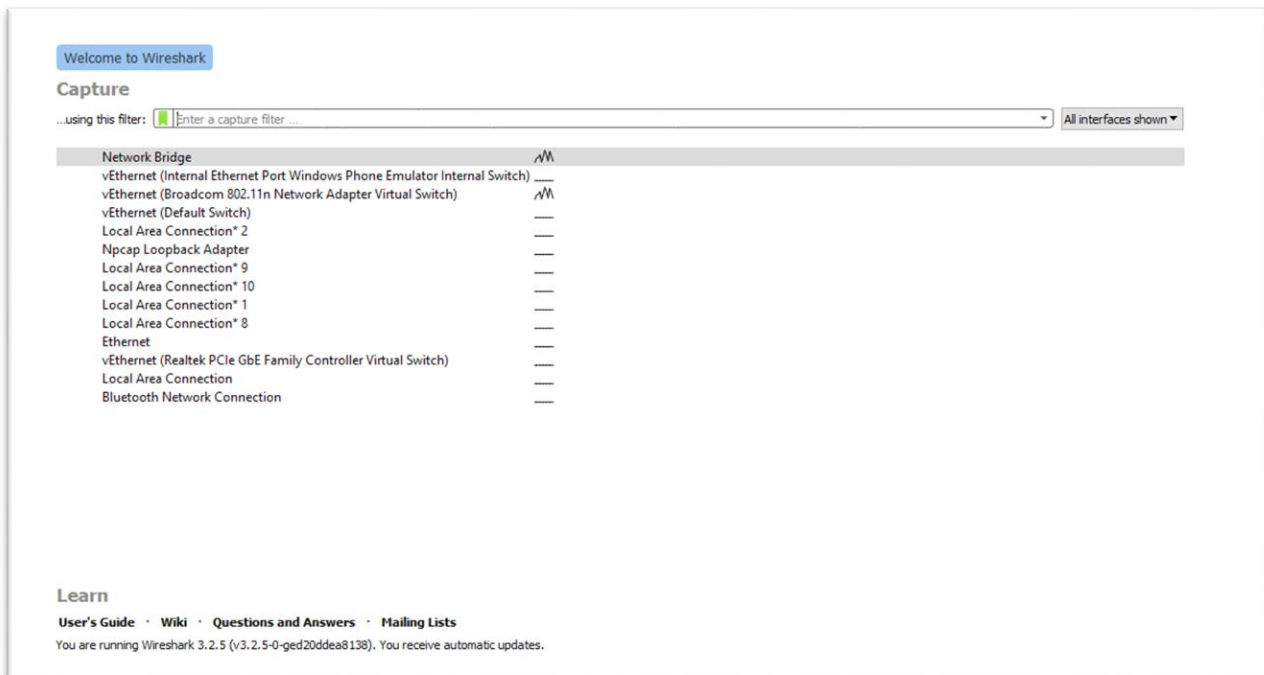 Welcome to Wireshark
Capture
...using this filter: Enter a capture filter ... All interfaces shown
Network Bridge
vEthernet (Internal Ethernet Port Windows Phone Emulator Internal Switch)
vEthernet (Broadcom 802.11n Network Adapter Virtual Switch)
vEthernet (Default Switch)
Local Area Connection* 2
Npcap Loopback Adapter
Local Area Connection* 9
Local Area Connection* 10
Local Area Connection* 1
Local Area Connection* 8
Ethernet
vEthernet (Realtek PCIe GbE Family Controller Virtual Switch)
Local Area Connection
Bluetooth Network Connection
Learn
User's Guide · Wiki · Questions and Answers · Mailing Lists
You are running Wireshark 3.2.5 (v3.2.5-0-ged20ddea8138). You receive automatic updates.